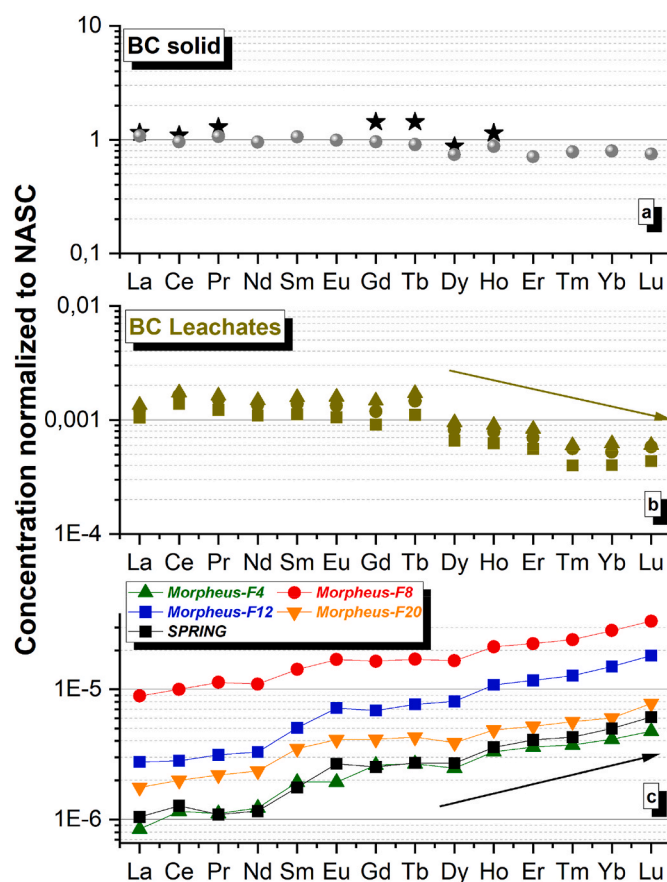 Concentration normalized to NASC
10
BC solid
1
a
0,1
La Ce Pr Nd Sm Eu Gd Tb Dy Ho Er Tm Yb Lu
0,01
BC Leachates
0,001
b
1E-4
La Ce Pr Nd Sm Eu Gd Tb Dy Ho Er Tm Yb Lu
Morpheus-F4 Morpheus-F8
Morpheus-F12 Morpheus-F20
SPRING
1E-5
c
1E-6
La Ce Pr Nd Sm Eu Gd Tb Dy Ho Er Tm Yb Lu